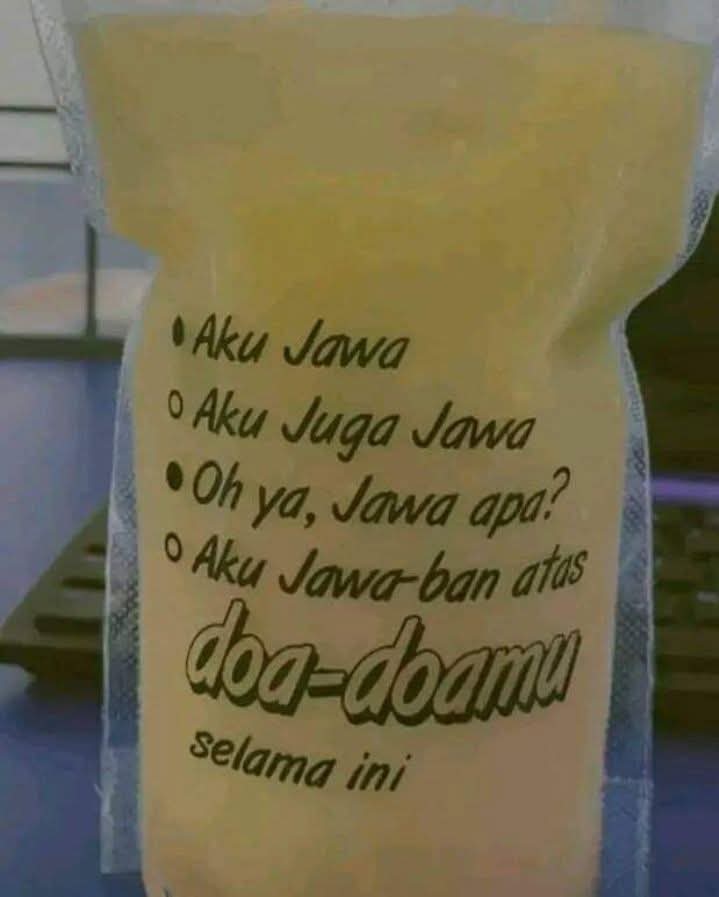 • Aku Jawa
o Aku Juga Jawa
• Oh ya, Jawa apa?
o Aku Jawa-ban atas
doa-doamu
selama ini